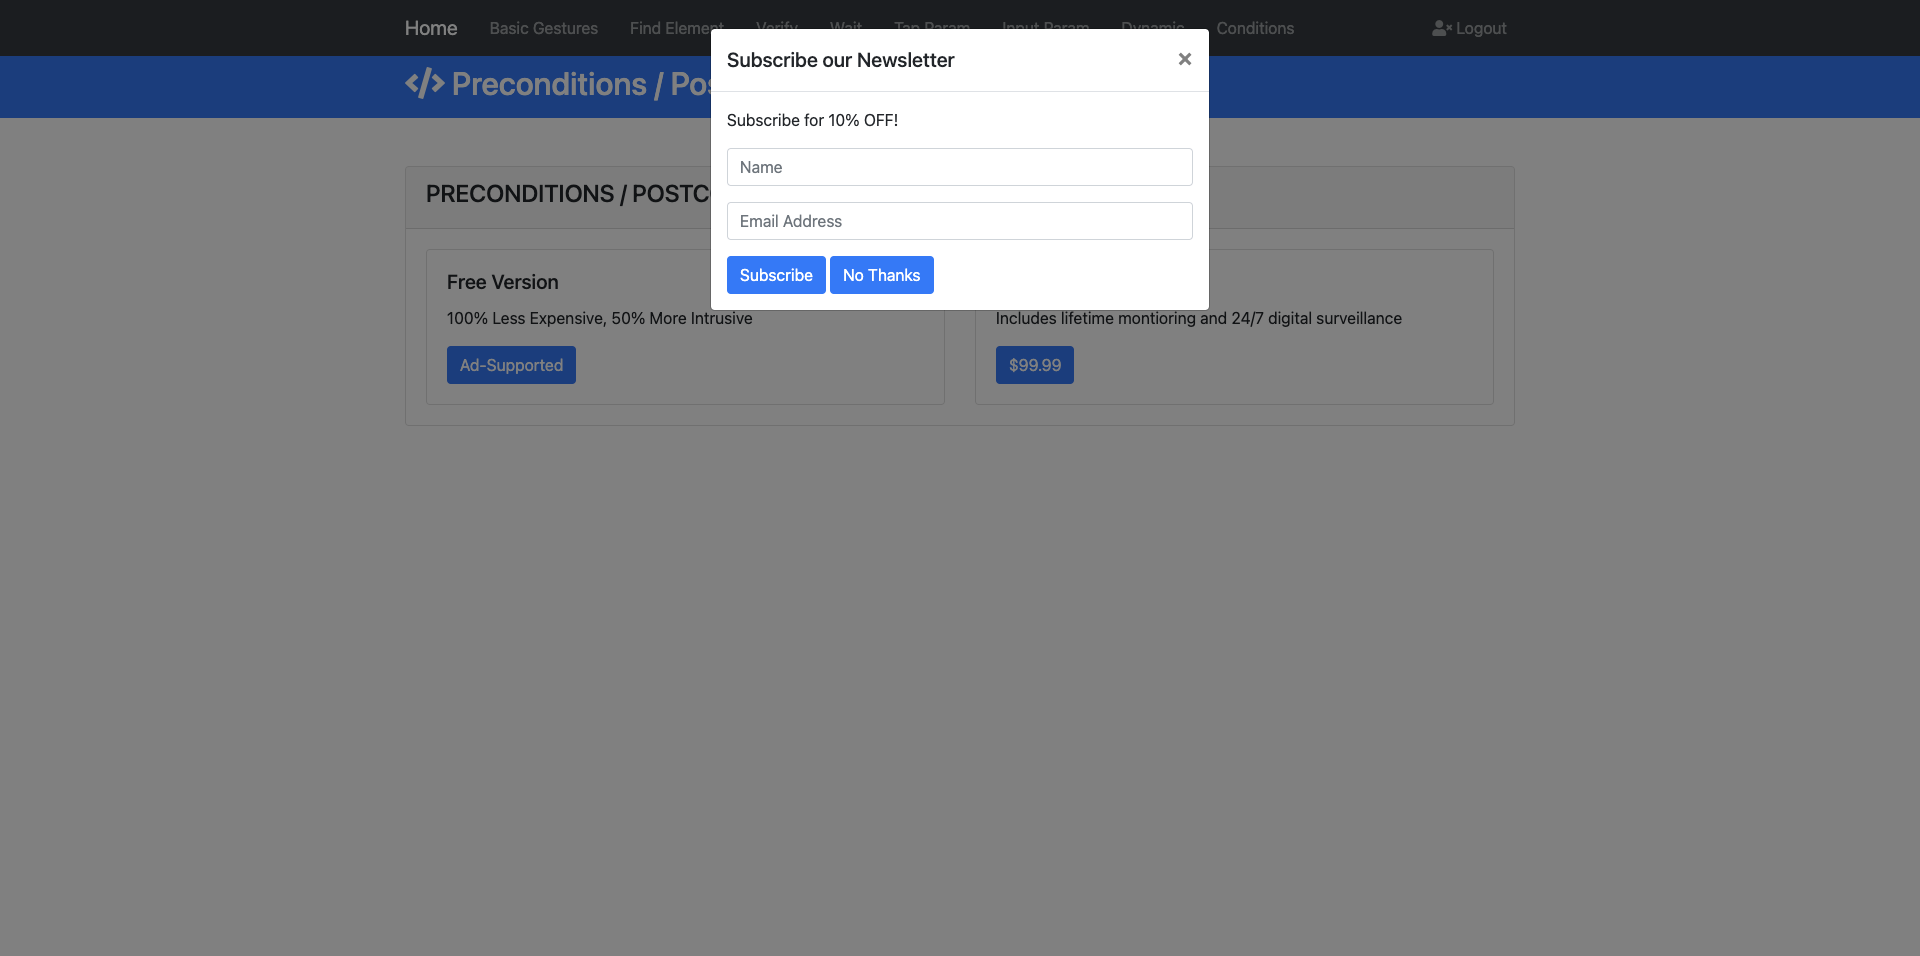 Home Basic Gestures Find Element Verify Wait Tap Param Input Param Dynamic Conditions Logout
Preconditions / Pos
Subscribe our Newsletter ×
Subscribe for 10% OFF!
Name
Email Address
Subscribe No Thanks
PRECONDITIONS / POSTC
Free Version
100% Less Expensive, 50% More Intrusive
Ad-Supported
Includes lifetime montioring and 24/7 digital surveillance
$99.99